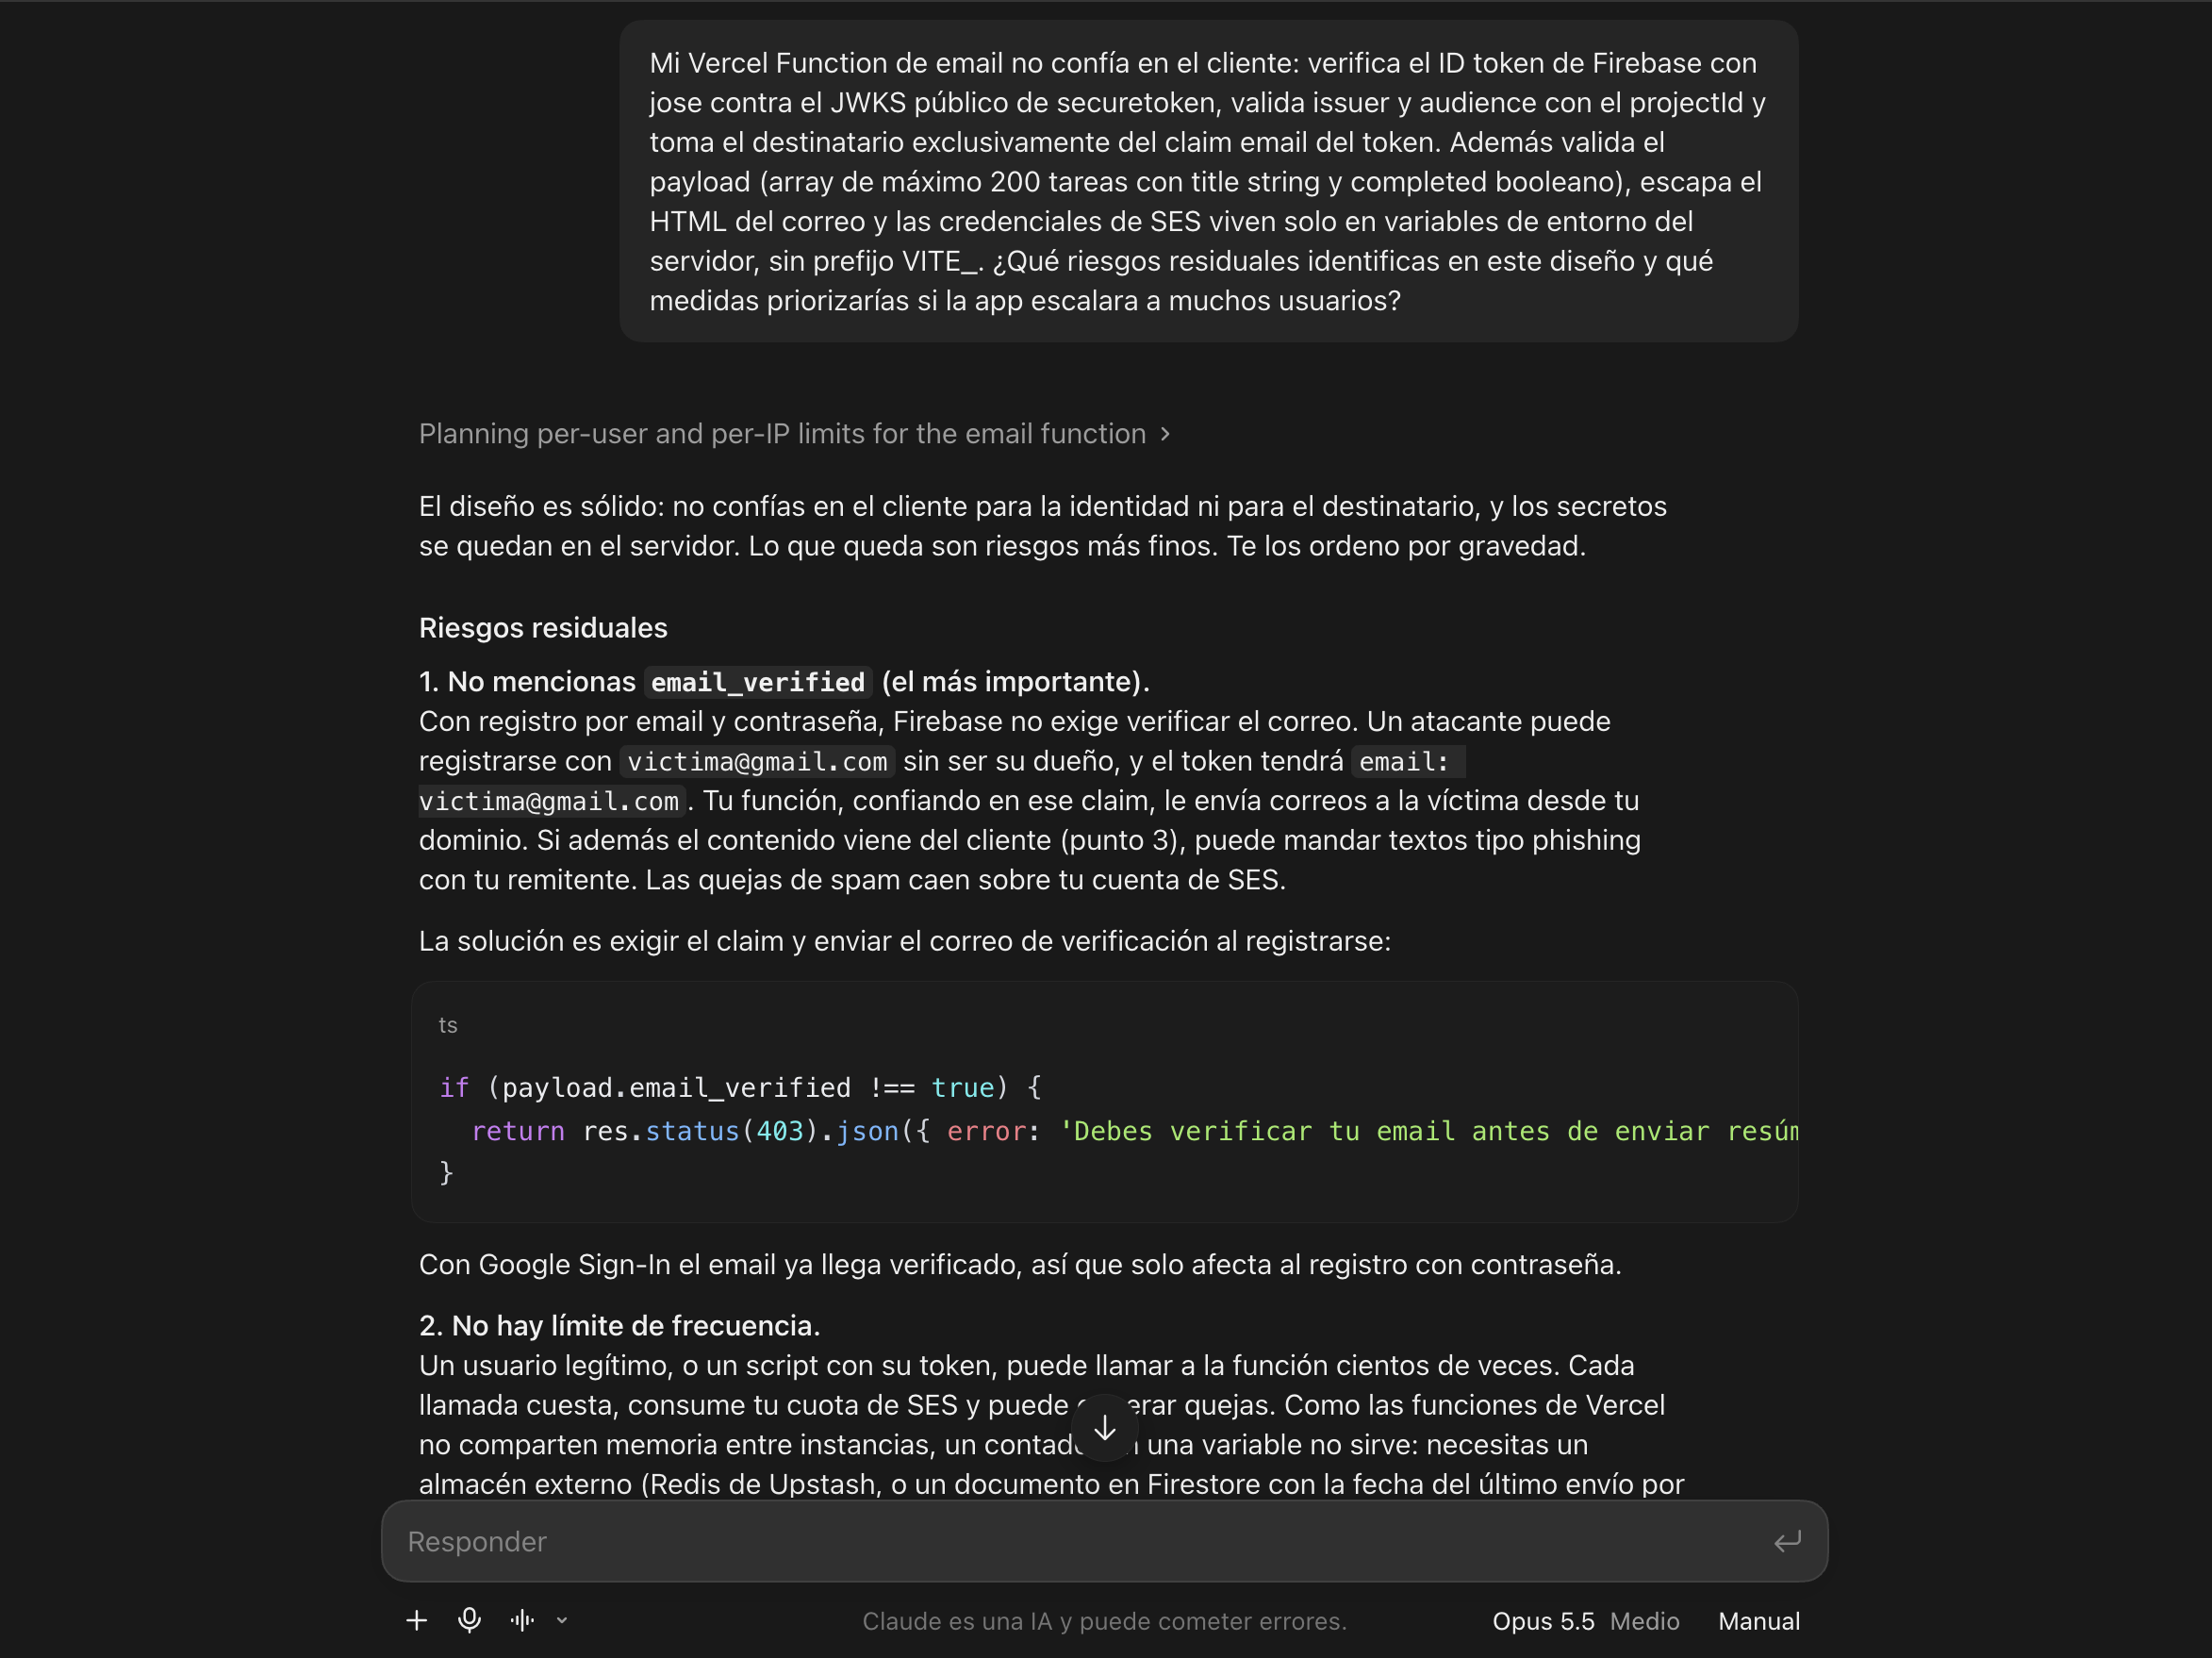 Mi Vercel Function de email no confía en el cliente: verifica el ID token de Firebase con
jose contra el JWKS público de securetoken, valida issuer y audience con el projectId y
toma el destinatario exclusivamente del claim email del token. Además valida el
payload (array de máximo 200 tareas con title string y completed booleano), escapa el
HTML del correo y las credenciales de SES viven solo en variables de entorno del
servidor, sin prefijo VITE_. ¿Qué riesgos residuales identificas en este diseño y qué
medidas priorizarías si la app escalara a muchos usuarios?
Planning per-user and per-IP limits for the email function
El diseño es sólido: no confías en el cliente para la identidad ni para el destinatario, y los secretos
se quedan en el servidor. Lo que queda son riesgos más finos. Te los ordeno por gravedad.
Riesgos residuales
1. No mencionas email_verified (el más importante).
Con registro por email y contraseña, Firebase no exige verificar el correo. Un atacante puede
registrarse con victima@gmail.com sin ser su dueño, y el token tendrá email:
victima@gmail.com. Tu función, confiando en ese claim, le envía correos a la víctima desde tu
dominio. Si además el contenido viene del cliente (punto 3), puede mandar textos tipo phishing
con tu remitente. Las quejas de spam caen sobre tu cuenta de SES.
La solución es exigir el claim y enviar el correo de verificación al registrarse:
ts
if (payload.email_verified !== true) {
return res.status(403).json({ error: 'Debes verificar tu email antes de enviar
}
Con Google Sign-In el email ya llega verificado, así que solo afecta al registro con contraseña.
2. No hay límite de frecuencia.
Un usuario legítimo, o un script con su token, puede llamar a la función cientos de veces. Cada
llamada cuesta, consume tu cuota de SES y puede quejas. Como las funciones de Vercel
no comparten memoria entre instancias, un una variable no sirve: necesitas un
almacén externo (Redis de Upstash, o un documento en Firestore con la fecha del último envío por
Responder
Claude es una IA y puede cometer errores.
Opus 5.5 Medio Manual